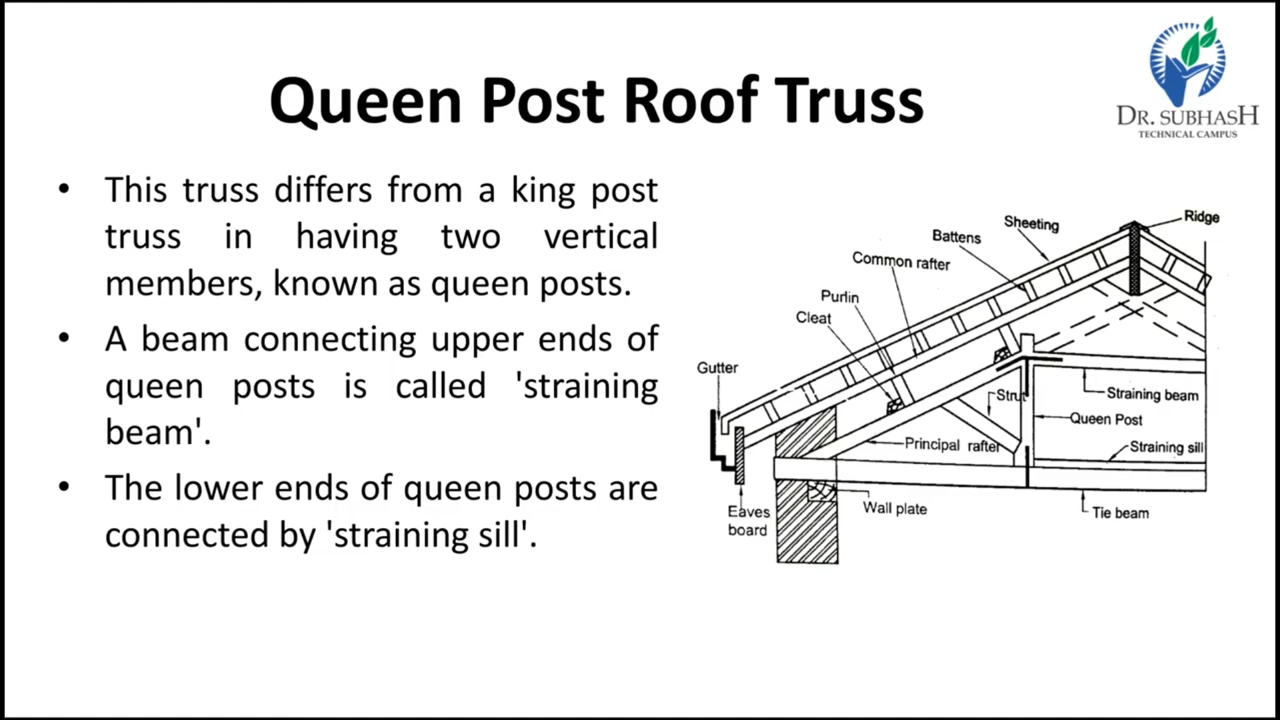 Queen Post Roof Truss
DR. SUBHASH
TECHNICAL CAMPUS
• This truss differs from a king post
truss in having two vertical
members, known as queen posts.
• A beam connecting upper ends of
queen posts is called 'straining
beam'.
• The lower ends of queen posts are
connected by 'straining sill'.
Ridge
Sheeting
Battens
Common rafter
Purlin
Cleat
Gutter
Strut
Straining beam
Queen Post
Principal rafter
Straining sill
Eaves
board
Wall plate
Tie beam